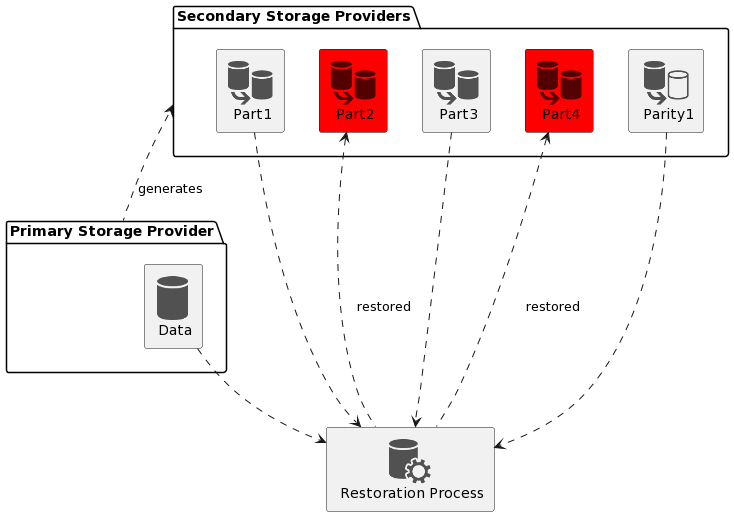 Secondary Storage Providers
Part1
Part2
Part3
Part4
Parity1
generates
Primary Storage Provider
Data
restored
restored
Restoration Process